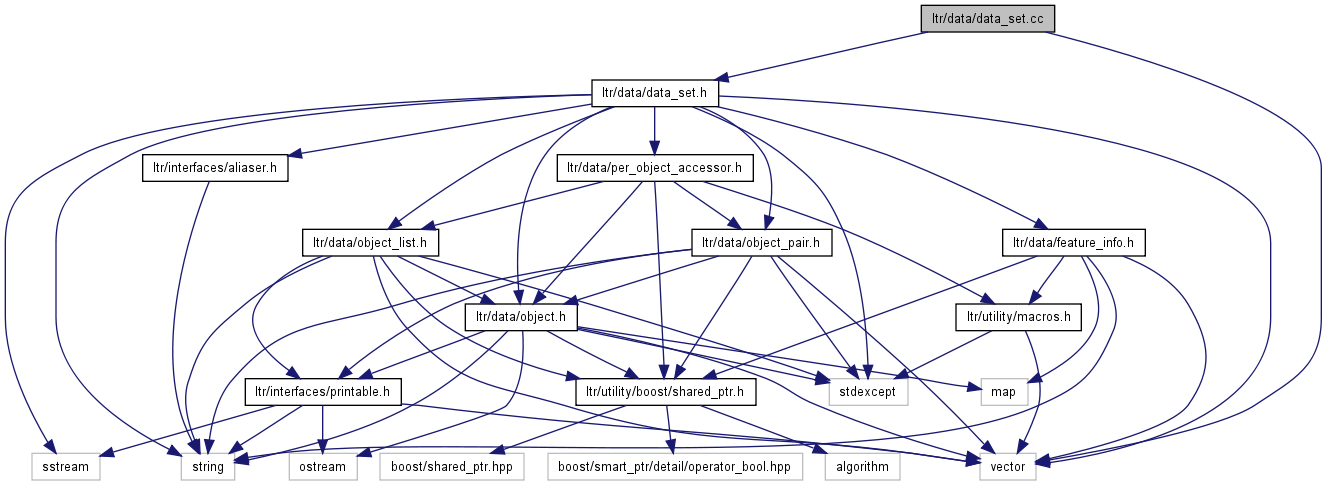 ltr/data/data_set.cc
ltr/data/data_set.h
ltr/interfaces/aliaser.h
ltr/data/per_object_accessor.h
ltr/data/object_list.h
ltr/data/object_pair.h
ltr/data/feature_info.h
ltr/data/object.h
ltr/utility/macros.h
ltr/interfaces/printable.h
ltr/utility/boost/shared_ptr.h
stdexcept
map
sstream
string
ostream
boost/shared_ptr.hpp
boost/smart_ptr/detail/operator_bool.hpp
algorithm
vector